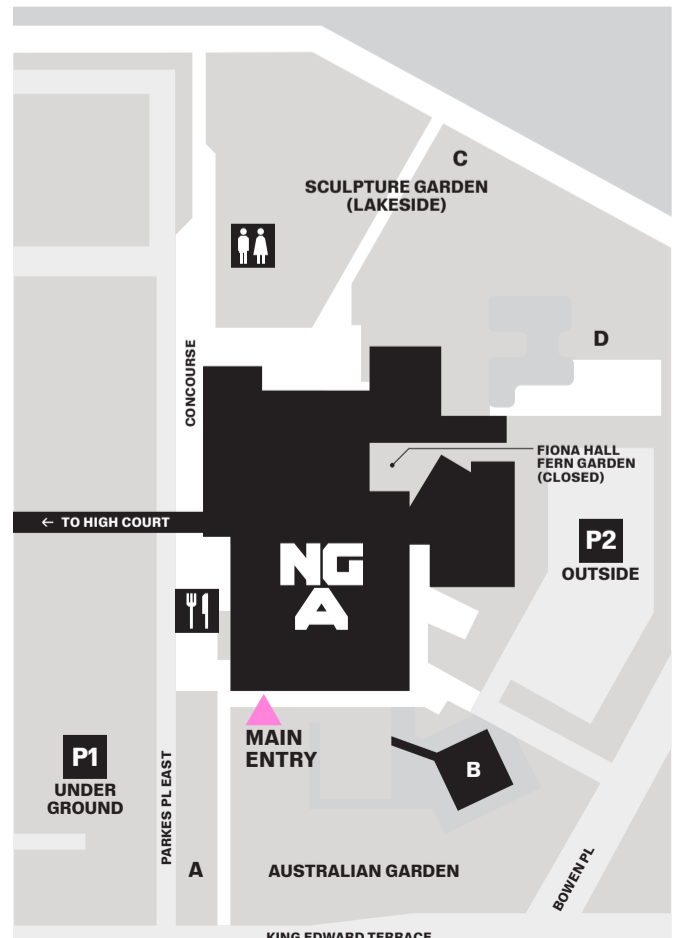 C
SCULPTURE GARDEN
(LAKESIDE)
D
CONCOURSE
FIONA HALL
FERN GARDEN
(CLOSED)
← TO HIGH COURT
P2
OUTSIDE
NG
A
MAIN
ENTRY
P1
UNDER
GROUND
PARKES PL EAST
B
A
AUSTRALIAN GARDEN
BOWEN PL
KING EDWARD TERRACE